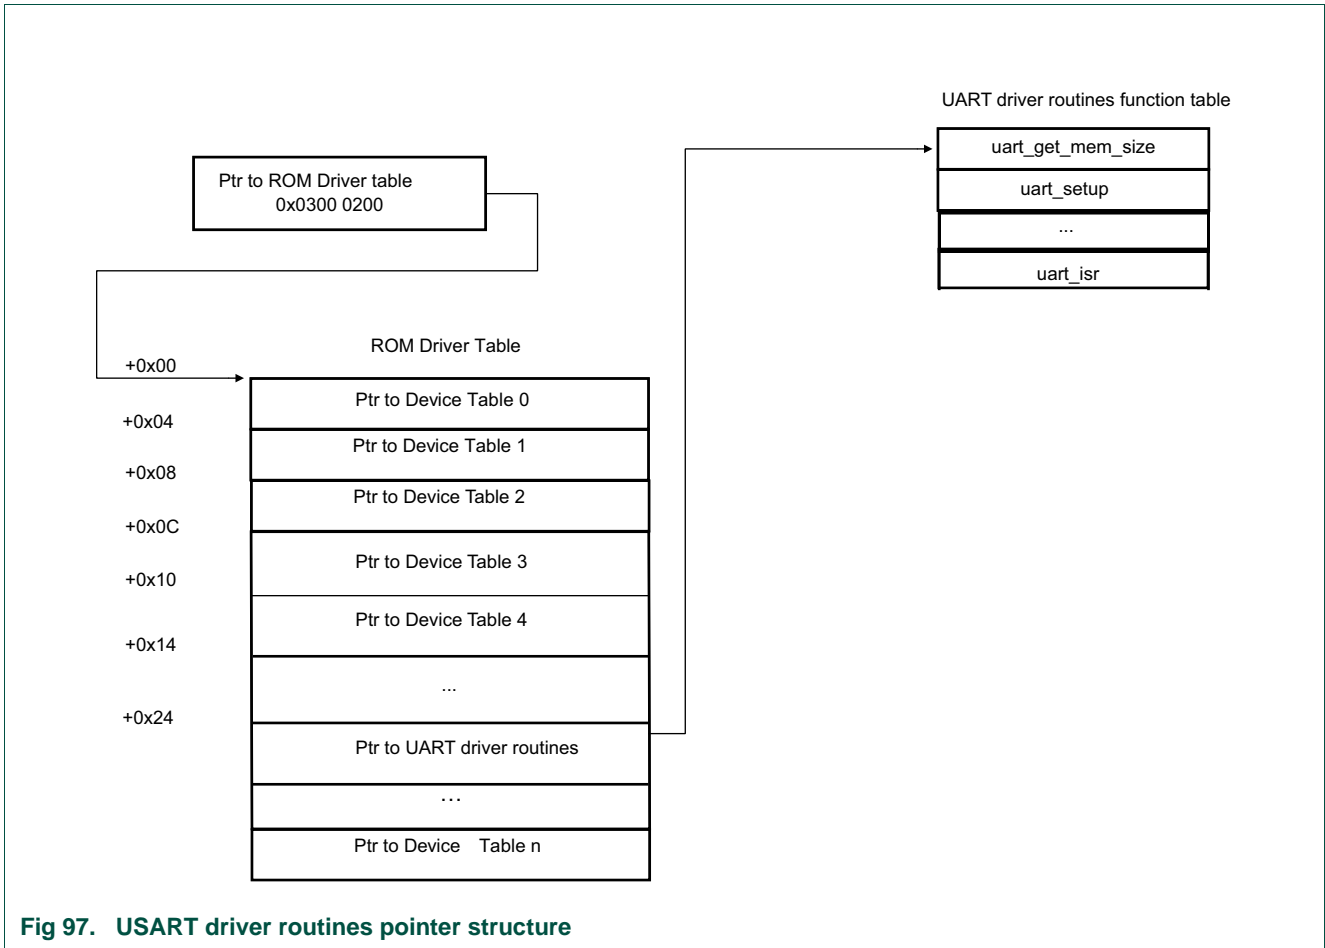 UART driver routines function table
uart_get_mem_size
uart_setup
...
uart_isr
Ptr to ROM Driver table
0x0300 0200
ROM Driver Table
+0x00
Ptr to Device Table 0
+0x04
Ptr to Device Table 1
+0x08
Ptr to Device Table 2
+0x0C
Ptr to Device Table 3
+0x10
Ptr to Device Table 4
+0x14
...
+0x24
Ptr to UART driver routines
...
Ptr to Device Table n
Fig 97. USART driver routines pointer structure